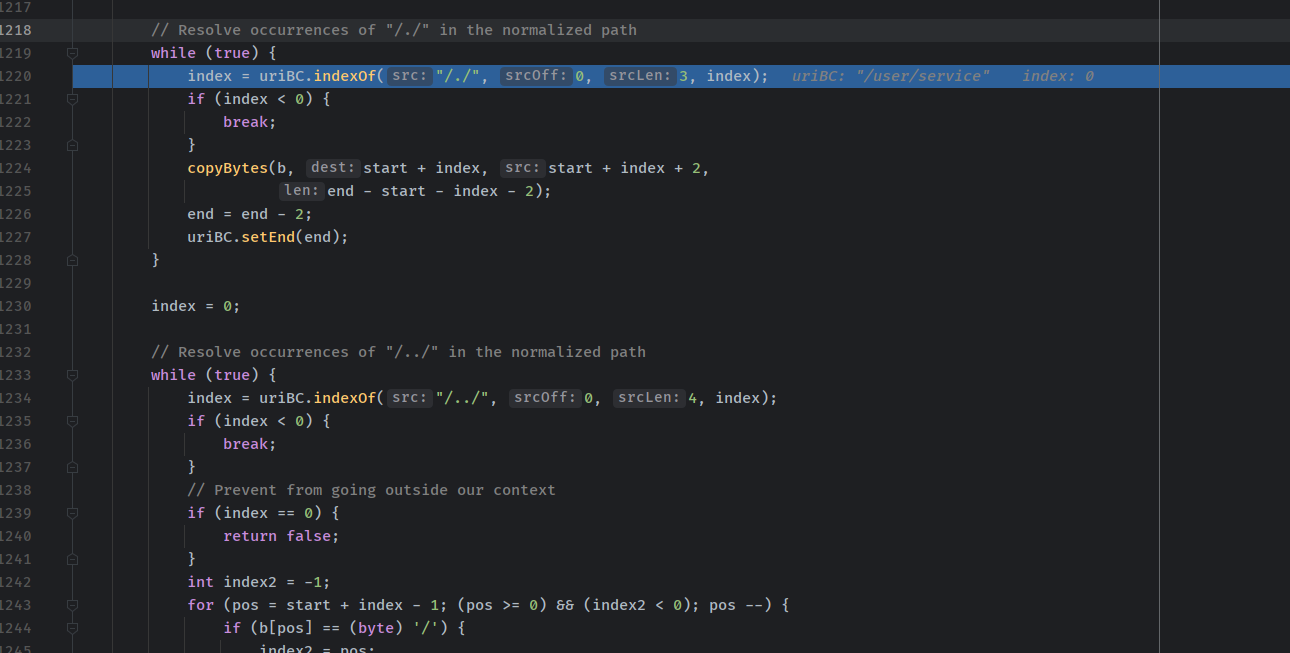 1217
1218 // Resolve occurrences of "/./" in the normalized path
1219 while (true) {
1220 index = uriBC.indexOf( src: "/./", srcOff: 0, srcLen: 3, index); uriBC: "/user/service" index: 0
1221 if (index < 0) {
1222 break;
1223 }
1224 copyBytes(b, dest: start + index, src: start + index + 2,
1225 len: end - start - index - 2);
1226 end = end - 2;
1227 uriBC.setEnd(end);
1228 }
1229
1230 index = 0;
1231
1232 // Resolve occurrences of "/../" in the normalized path
1233 while (true) {
1234 index = uriBC.indexOf( src: "/../", srcOff: 0, srcLen: 4, index);
1235 if (index < 0) {
1236 break;
1237 }
1238 // Prevent from going outside our context
1239 if (index == 0) {
1240 return false;
1241 }
1242 int index2 = -1;
1243 for (pos = start + index - 1; (pos >= 0) && (index2 < 0); pos --) {
1244 if (b[pos] == (byte) '/') {
1245 index2 = pos;